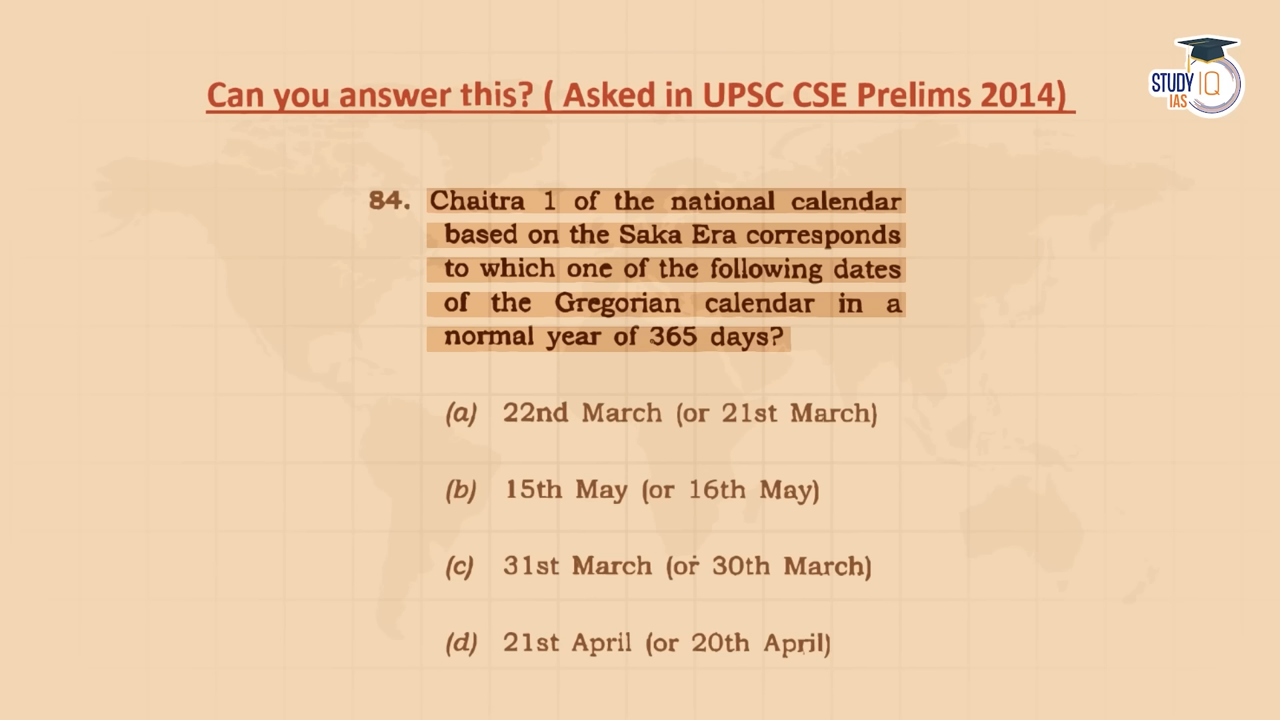 Can you answer this? ( Asked in UPSC CSE Prelims 2014)
STUDY IQ
IAS
84. Chaitra 1 of the national calendar
based on the Saka Era corresponds
to which one of the following dates
of the Gregorian calendar in a
normal year of 365 days?
(a) 22nd March (or 21st March)
(b) 15th May (or 16th May)
(c) 31st March (or 30th March)
(d) 21st April (or 20th April)